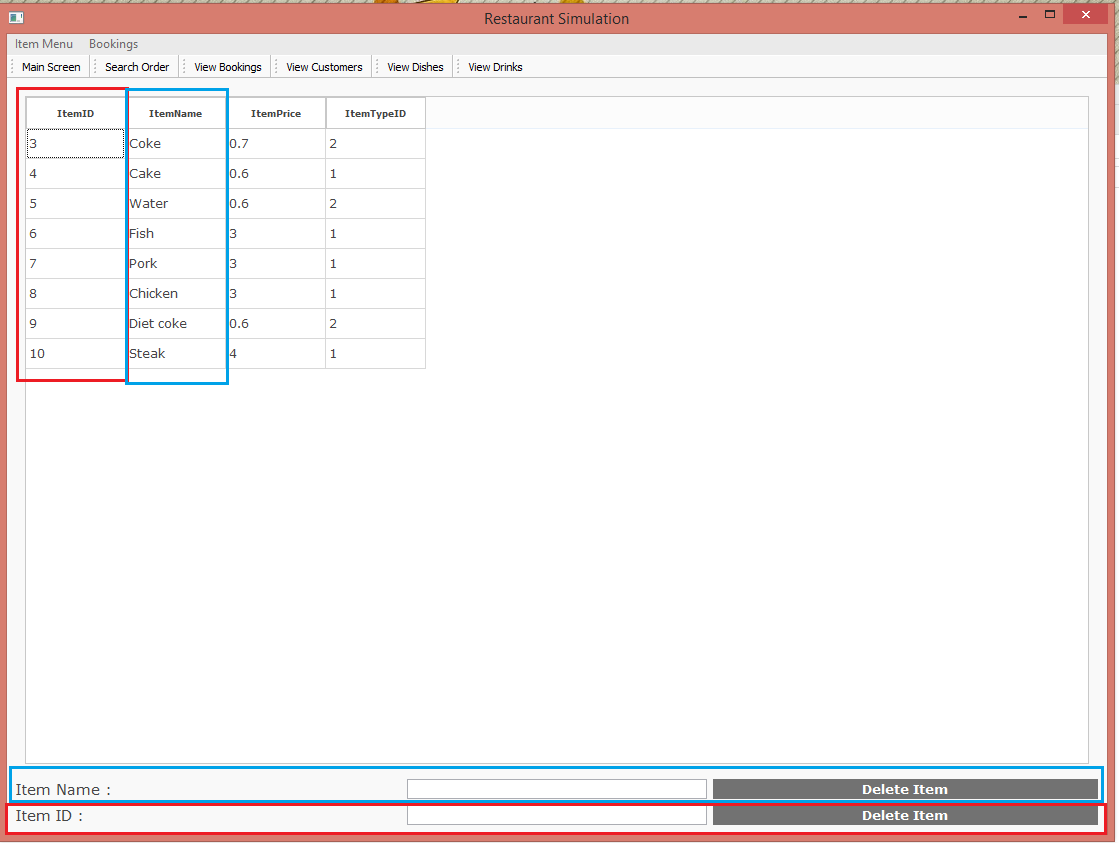 Restaurant Simulation
Item Menu Bookings
Main Screen Search Order View Bookings View Customers View Dishes View Drinks
ItemID ItemName ItemPrice ItemTypeID
3 Coke 0.7 2
4 Cake 0.6 1
5 Water 0.6 2
6 Fish 3 1
7 Pork 3 1
8 Chicken 3 1
9 Diet coke 0.6 2
10 Steak 4 1
Item Name : Delete Item
Item ID : Delete Item